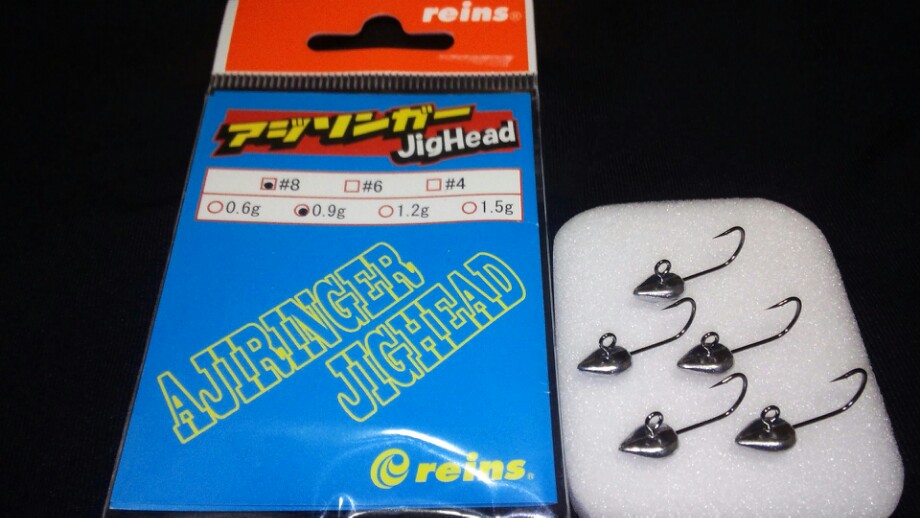 reins®
アジリンガー
JigHead
#8 #6 #4
0.6g 0.9g 1.2g 1.5g
AJIRINGER
JIGHEAD
reins®